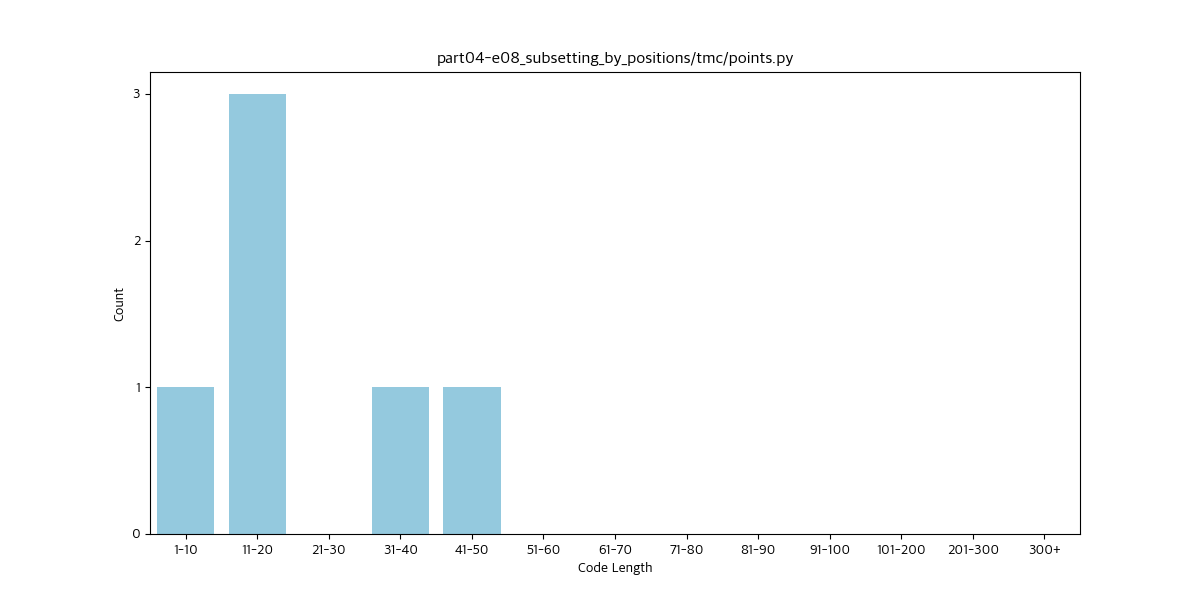 part04-e08_subsetting_by_positions/tmc/points.py
3
2
1
0
Count
1-10 11-20 21-30 31-40 41-50 51-60 61-70 71-80 81-90 91-100 101-200 201-300 300+
Code Length